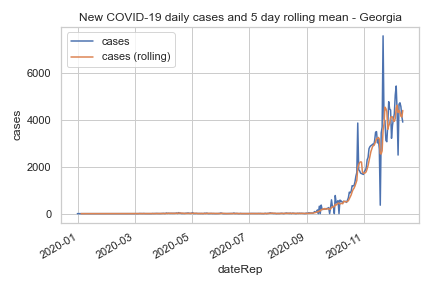 New COVID-19 daily cases and 5 day rolling mean - Georgia
cases
cases (rolling)
6000
4000
2000
0
cases
2020-01
2020-03
2020-05
2020-07
2020-09
2020-11
dateRep